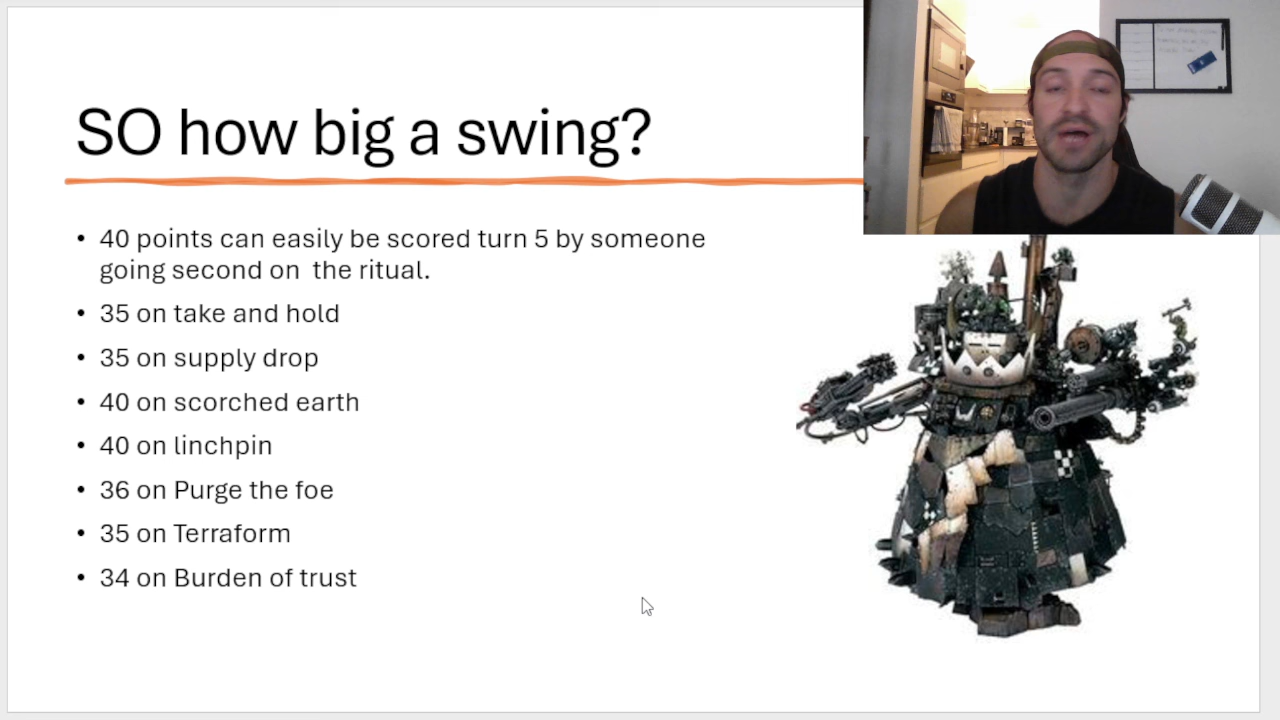 SO how big a swing?
• 40 points can easily be scored turn 5 by someone
going second on  the ritual.
• 35 on take and hold
• 35 on supply drop
• 40 on scorched earth
• 40 on linchpin
• 36 on Purge the foe
• 35 on Terraform
• 34 on Burden of trust